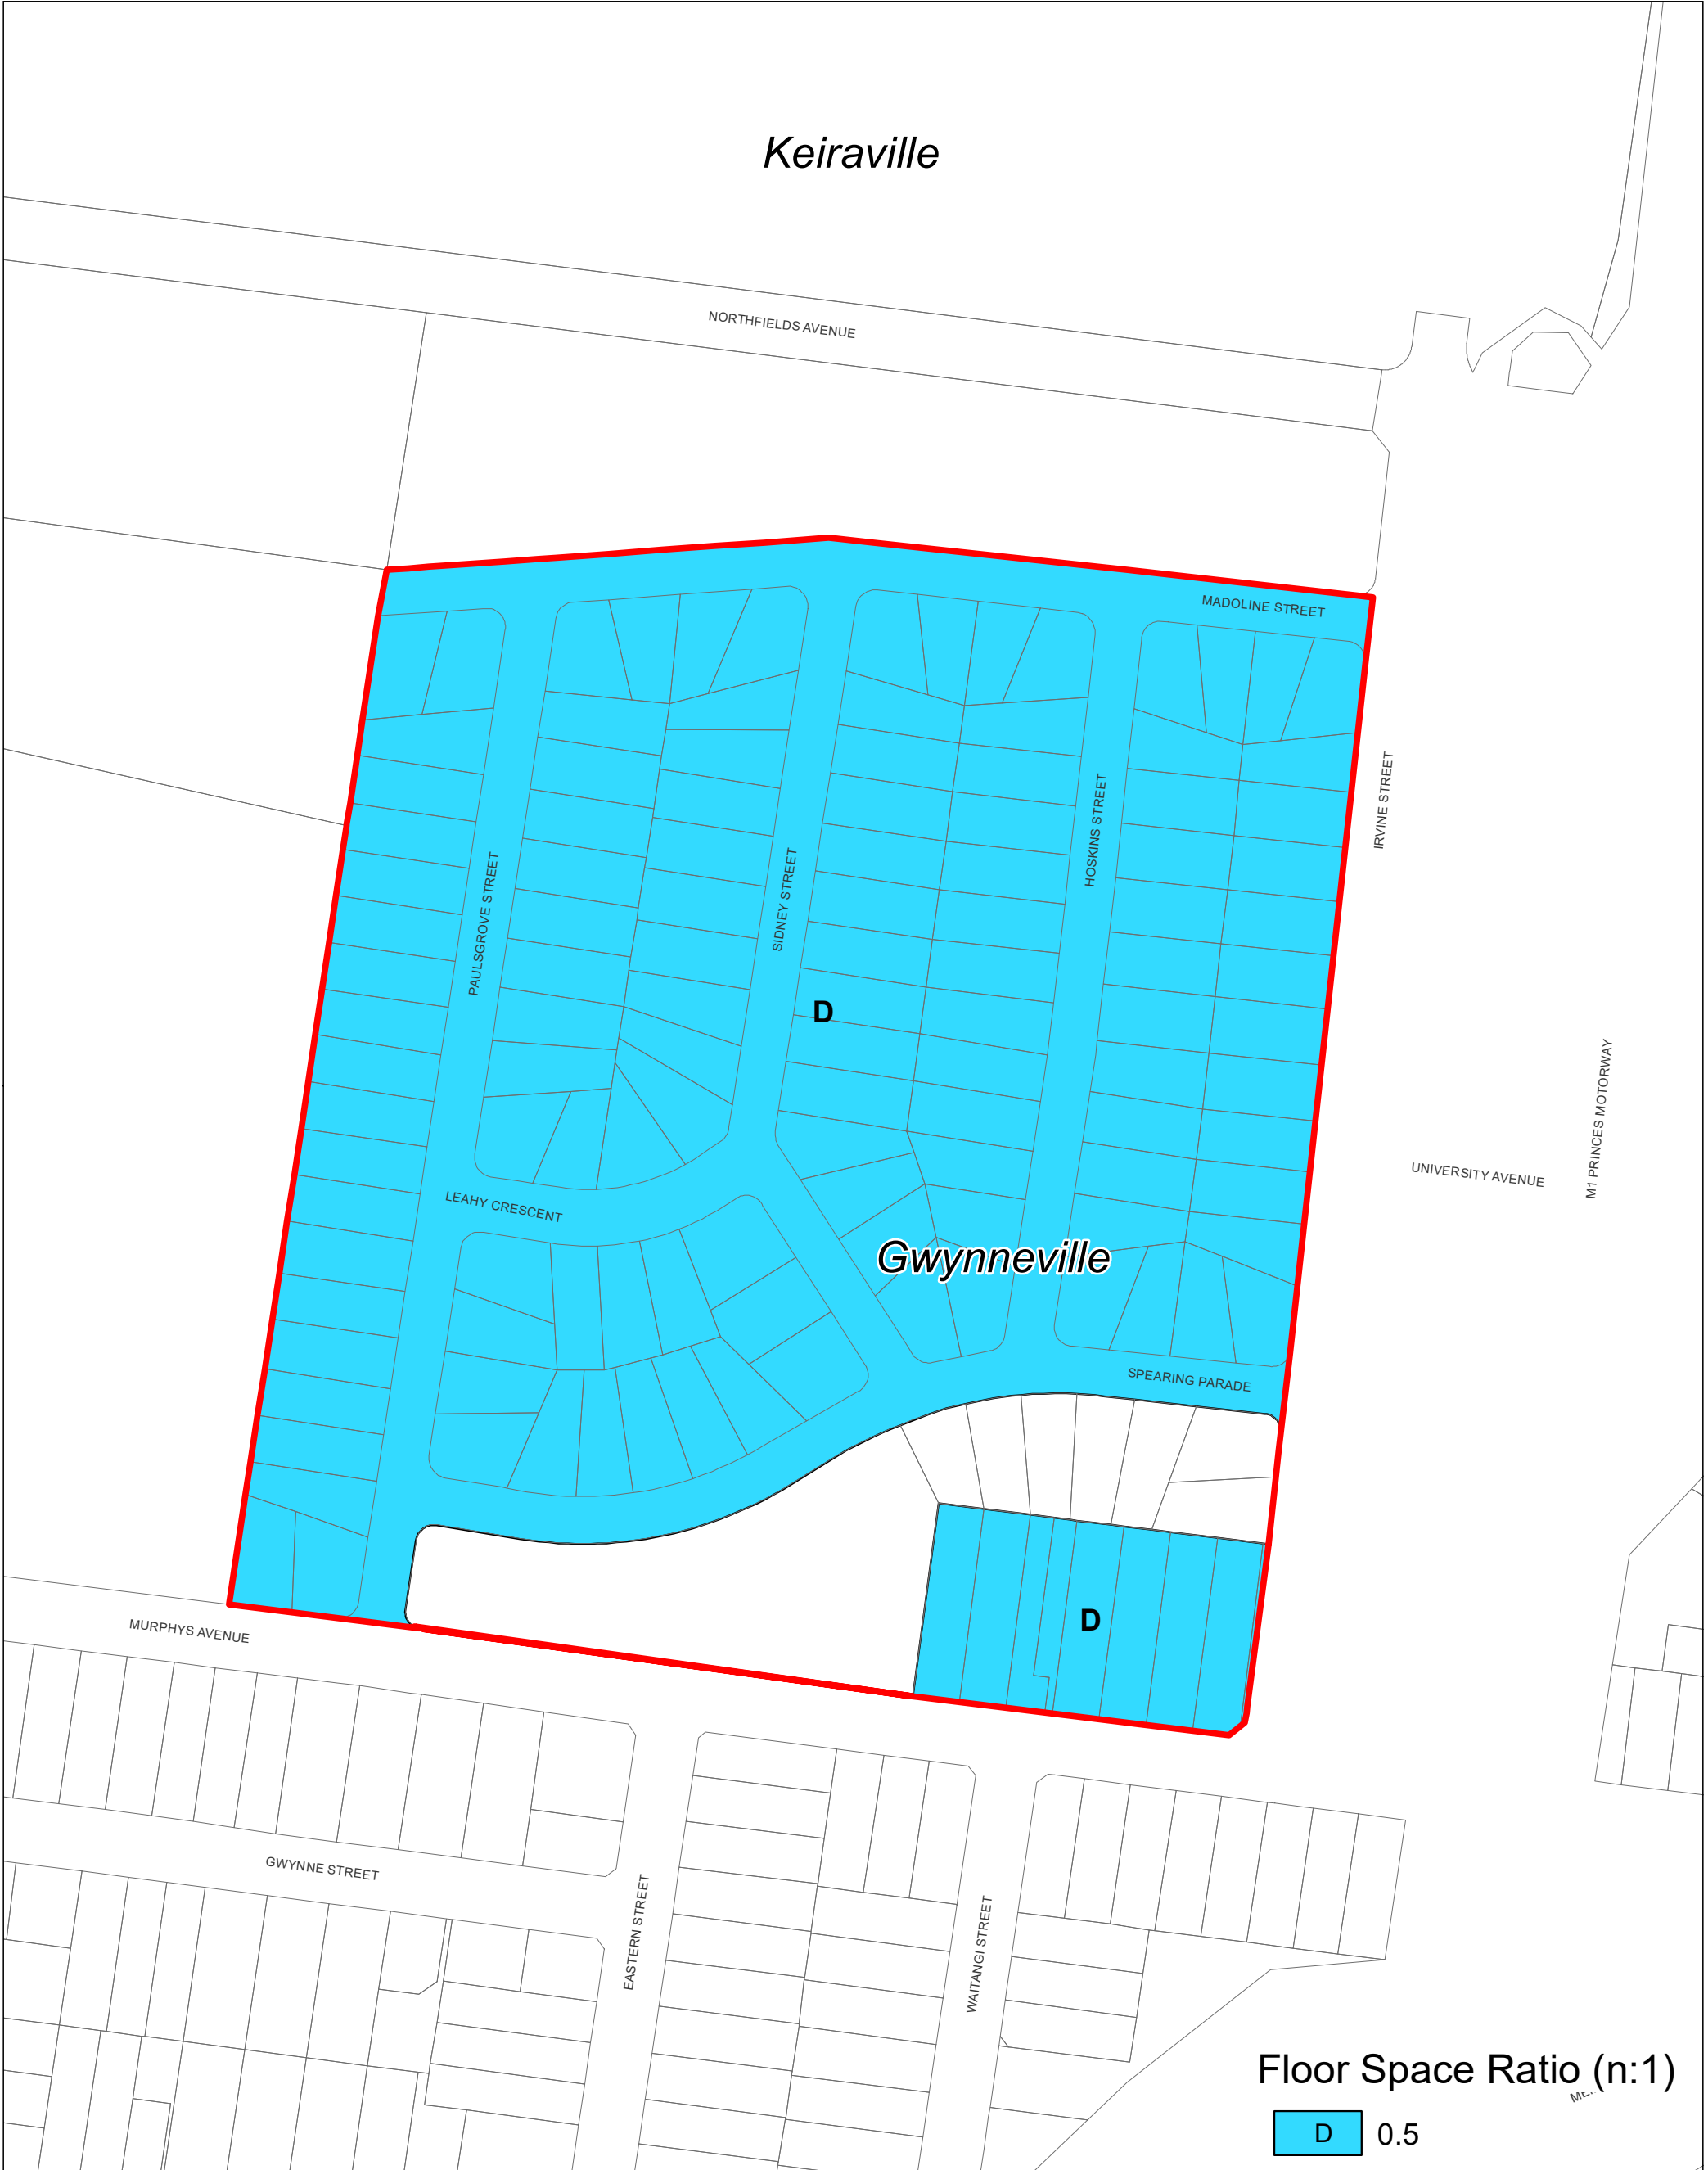 Keiraville
NORTHFIELDS AVENUE
MADOLINE STREET
IRVINE STREET
HOSKINS STREET
SIDNEY STREET
PAULSGROVE STREET
D
M1 PRINCES MOTORWAY
UNIVERSITY AVENUE
LEAHY CRESCENT
Gwynneville
SPEARING PARADE
D
MURPHYS AVENUE
GWYNNE STREET
EASTERN STREET
WAITANGI STREET
Floor Space Ratio (n:1)
D 0.5